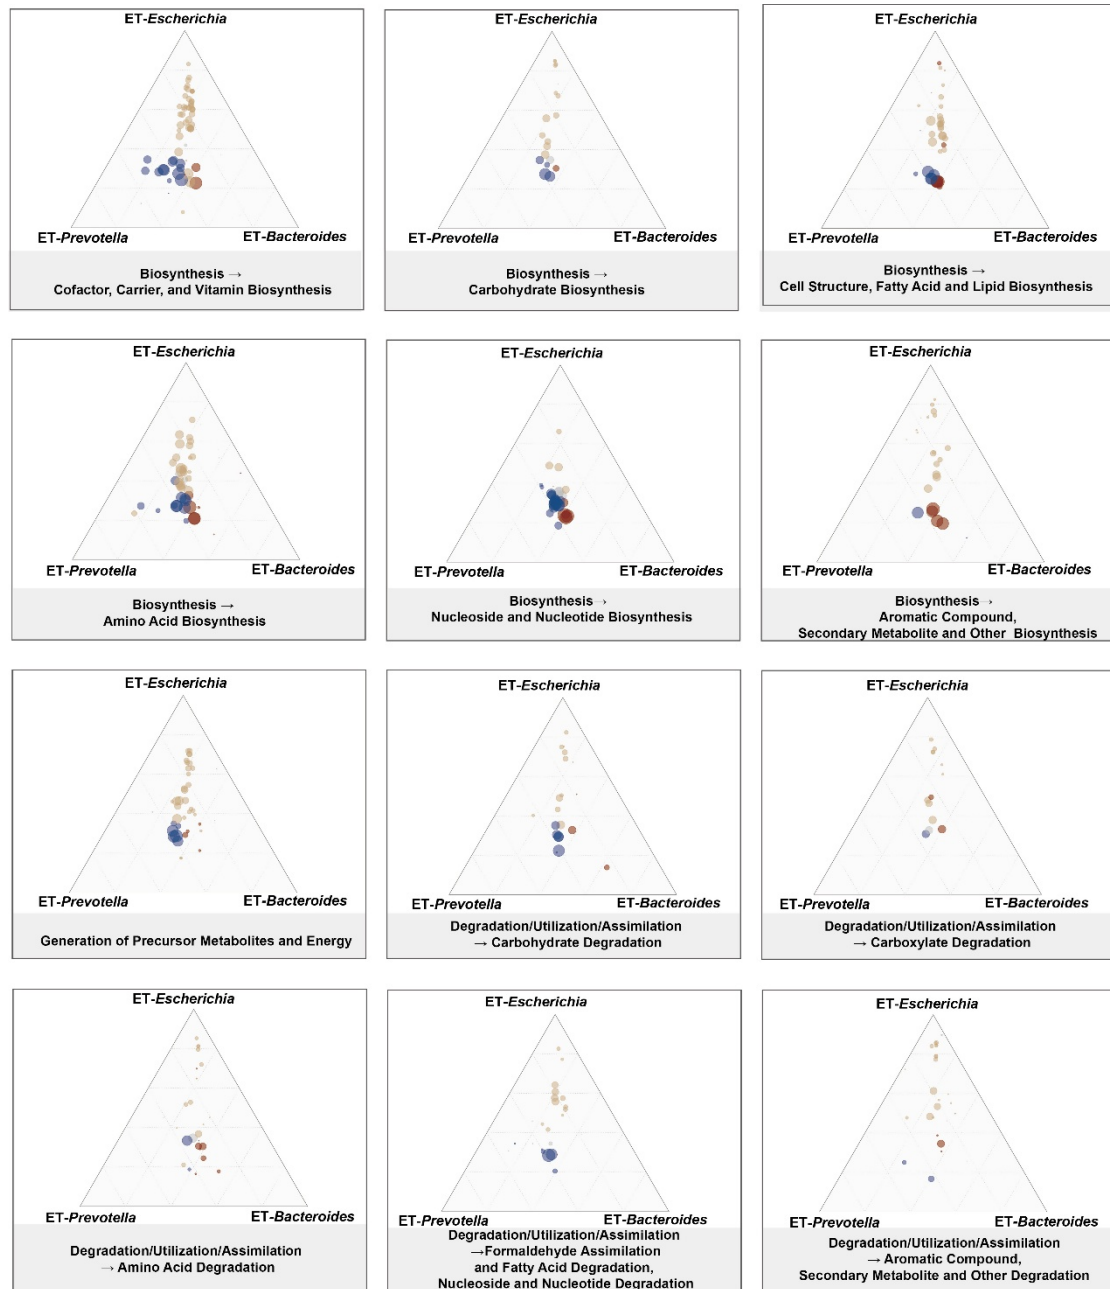 ET-Escherichia
ET-Prevotella
ET-Bacteroides
Biosynthesis →
Cofactor, Carrier, and Vitamin Biosynthesis
ET-Escherichia
ET-Prevotella
ET-Bacteroides
Biosynthesis →
Carbohydrate Biosynthesis
ET-Escherichia
ET-Prevotella
ET-Bacteroides
Biosynthesis →
Cell Structure, Fatty Acid and Lipid Biosynthesis
ET-Escherichia
ET-Prevotella
ET-Bacteroides
Biosynthesis →
Amino Acid Biosynthesis
ET-Escherichia
ET-Prevotella
ET-Bacteroides
Biosynthesis→
Nucleoside and Nucleotide Biosynthesis
ET-Escherichia
ET-Prevotella
ET-Bacteroides
Biosynthesis→
Aromatic Compound,
Secondary Metabolite and Other Biosynthesis
ET-Escherichia
ET-Prevotella
ET-Bacteroides
Generation of Precursor Metabolites and Energy
ET-Escherichia
ET-Prevotella
ET-Bacteroides
Degradation/Utilization/Assimilation
→ Carbohydrate Degradation
ET-Escherichia
ET-Prevotella
ET-Bacteroides
Degradation/Utilization/Assimilation
→ Carboxylate Degradation
ET-Escherichia
ET-Prevotella
ET-Bacteroides
Degradation/Utilization/Assimilation
→ Amino Acid Degradation
ET-Escherichia
ET-Prevotella
ET-Bacteroides
Degradation/Utilization/Assimilation
→Formaldehyde Assimilation
and Fatty Acid Degradation,
Nucleoside and Nucleotide Degradation
ET-Escherichia
ET-Prevotella
ET-Bacteroides
Degradation/Utilization/Assimilation
→ Aromatic Compound,
Secondary Metabolite and Other Degradation